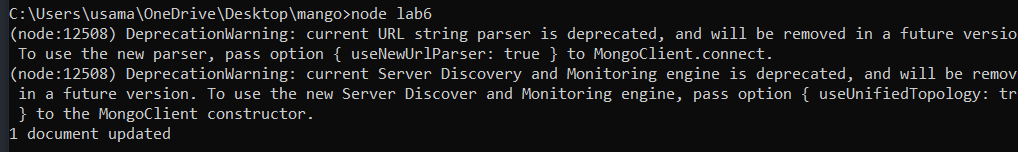 C:\Users\usama\OneDrive\Desktop\mango>node lab6
(node:12508) DeprecationWarning: current URL string parser is deprecated, and will be removed in a future versio
To use the new parser, pass option { useNewUrlParser: true } to MongoClient.connect.
(node:12508) DeprecationWarning: current Server Discovery and Monitoring engine is deprecated, and will be remov
in a future version. To use the new Server Discover and Monitoring engine, pass option { useUnifiedTopology: tr
} to the MongoClient constructor.
1 document updated